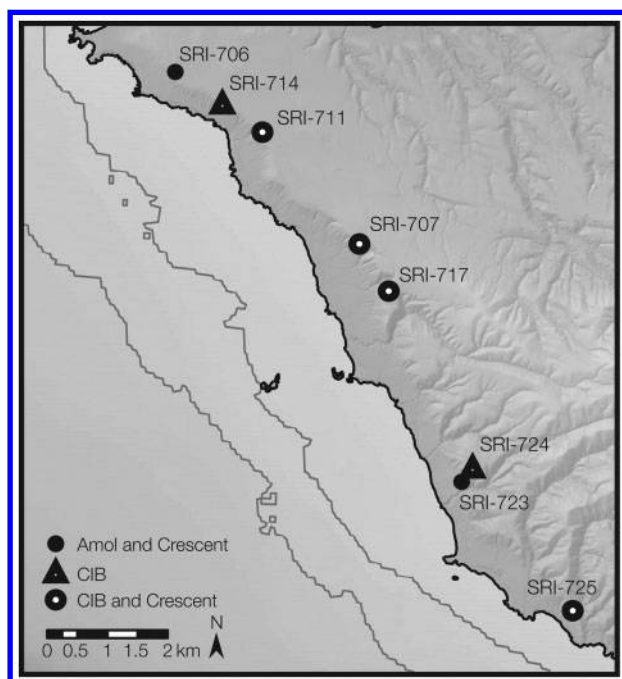 SRI-706
SRI-714
SRI-711
SRI-707
SRI-717
SRI-724
SRI-723
SRI-725
Amol and Crescent
CIB
CIB and Crescent
N
0 0.5 1 1.5 2 km